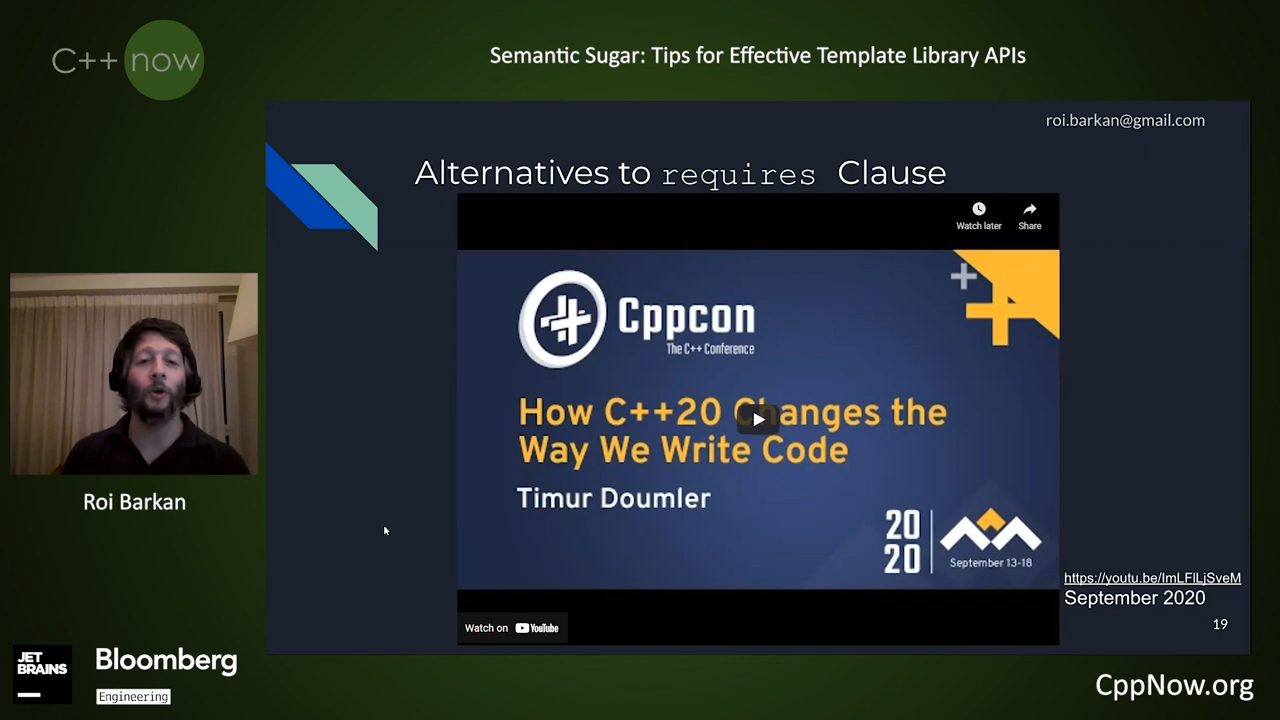 C++ now
Semantic Sugar: Tips for Effective Template Library APIs
roi.barkan@gmail.com
Alternatives to requires Clause
Watch later
Share
Cppcon
The C++ Conference
How C++20 Changes the
Way We Write Code
Timur Doumler
20
20
September 13-18
https://youtu.be/ImLFlLjSveM
September 2020
19
Watch on YouTube
Roi Barkan
JET
BRAINS
Bloomberg
Engineering
CppNow.org